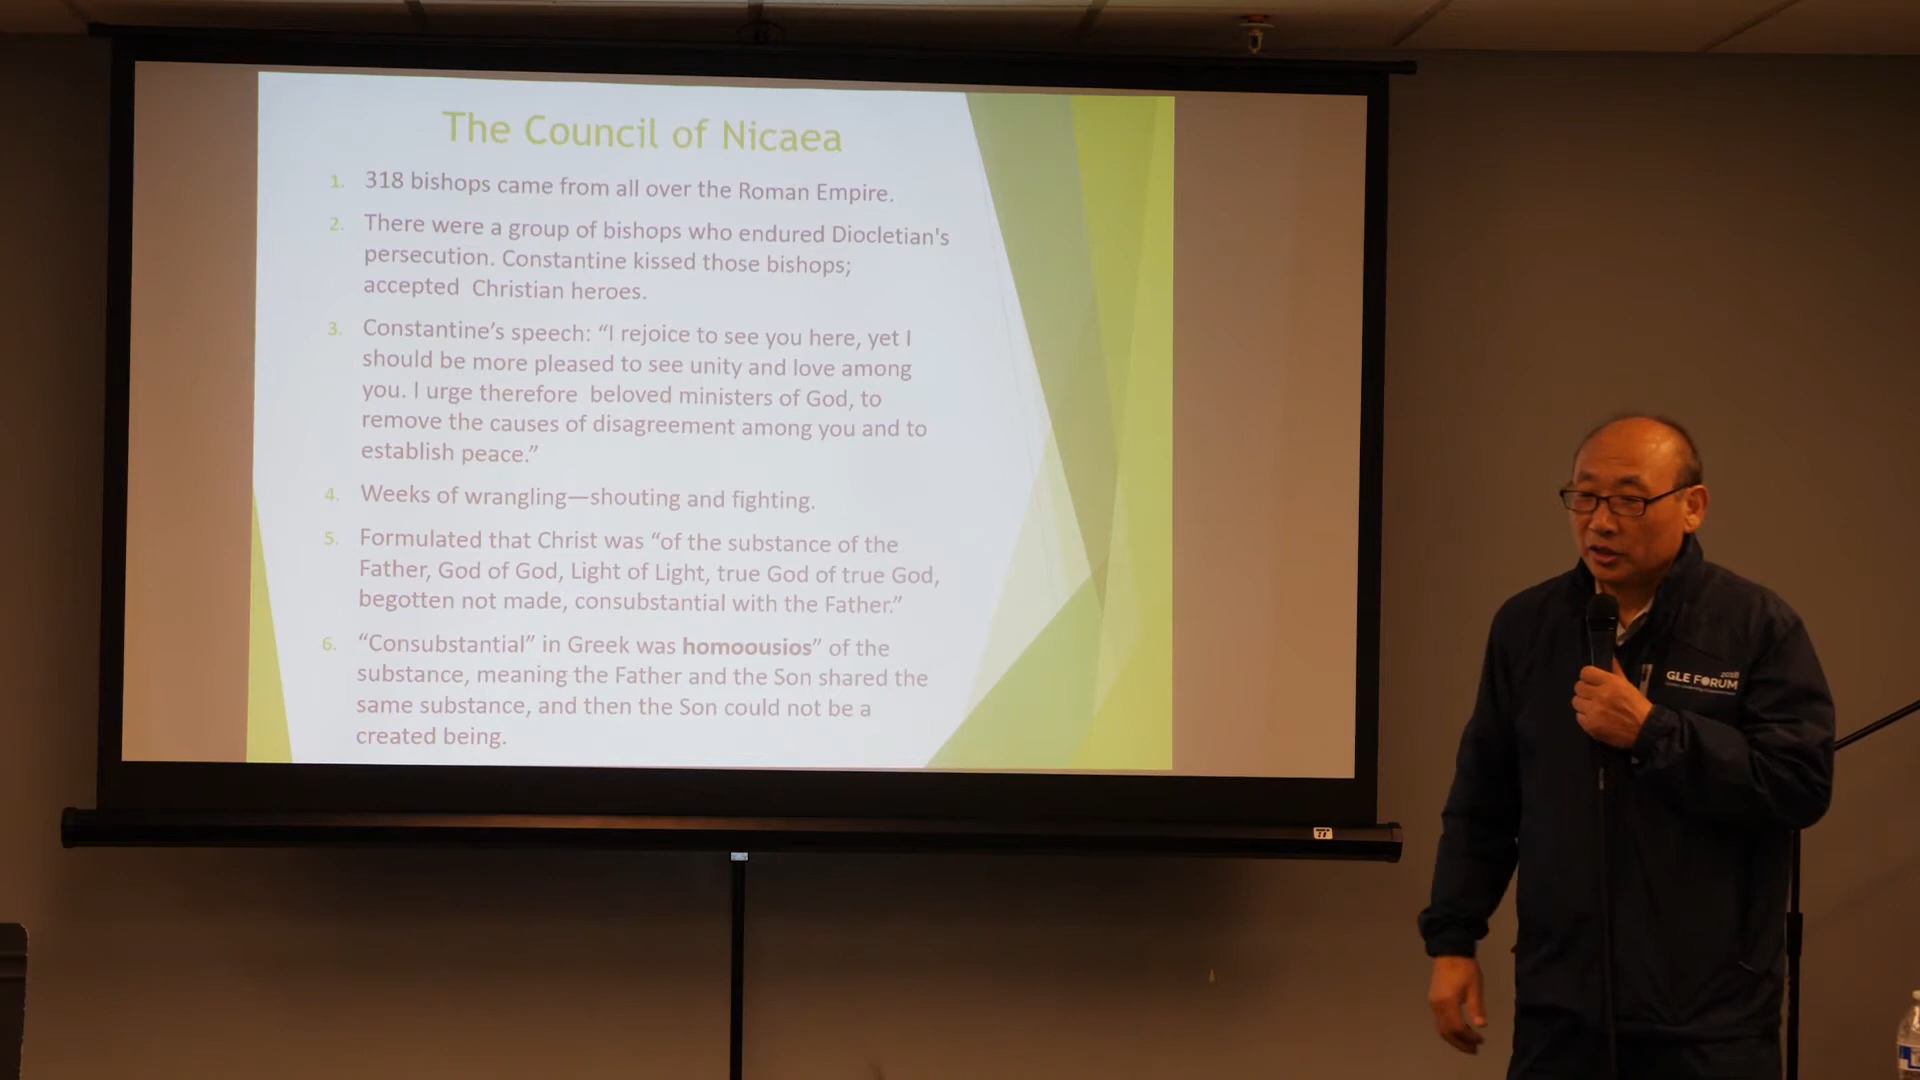 The Council of Nicaea
1. 318 bishops came from all over the Roman Empire.
2. There were a group of bishops who endured Diocletian's
persecution. Constantine kissed those bishops;
accepted Christian heroes.
3. Constantine’s speech: “I rejoice to see you here, yet I
should be more pleased to see unity and love among
you. I urge therefore beloved ministers of God, to
remove the causes of disagreement among you and to
establish peace.”
4. Weeks of wrangling—shouting and fighting.
5. Formulated that Christ was “of the substance of the
Father, God of God, Light of Light, true God of true God,
begotten not made, consubstantial with the Father.”
6. “Consubstantial” in Greek was homoousios” of the
substance, meaning the Father and the Son shared the
same substance, and then the Son could not be a
created being.
2018
GLE FORUM